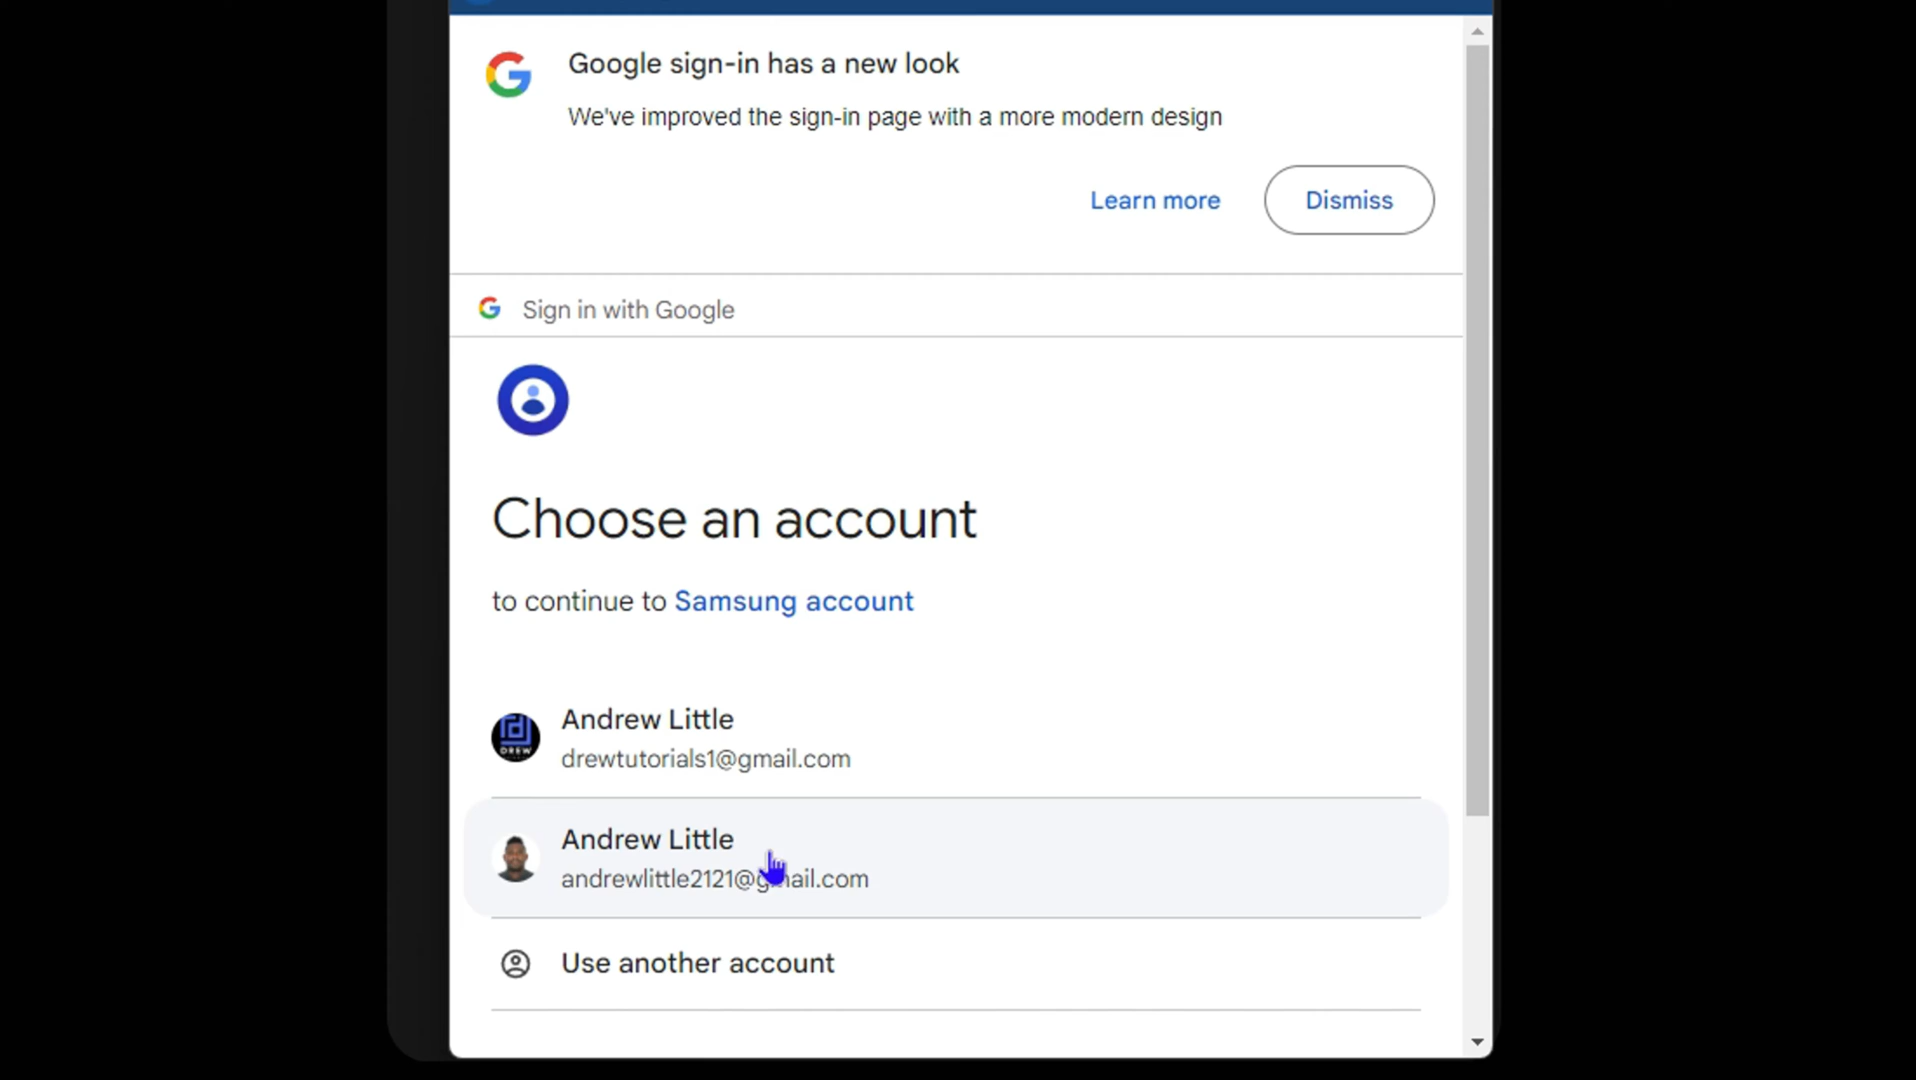 Google sign-in has a new look
We've improved the sign-in page with a more modern design
Learn more
Dismiss
Sign in with Google
Choose an account
to continue to Samsung account
Andrew Little
DREW
drewtutorials1@gmail.com
Andrew Little
andrewlittle2121@gmail.com
Use another account